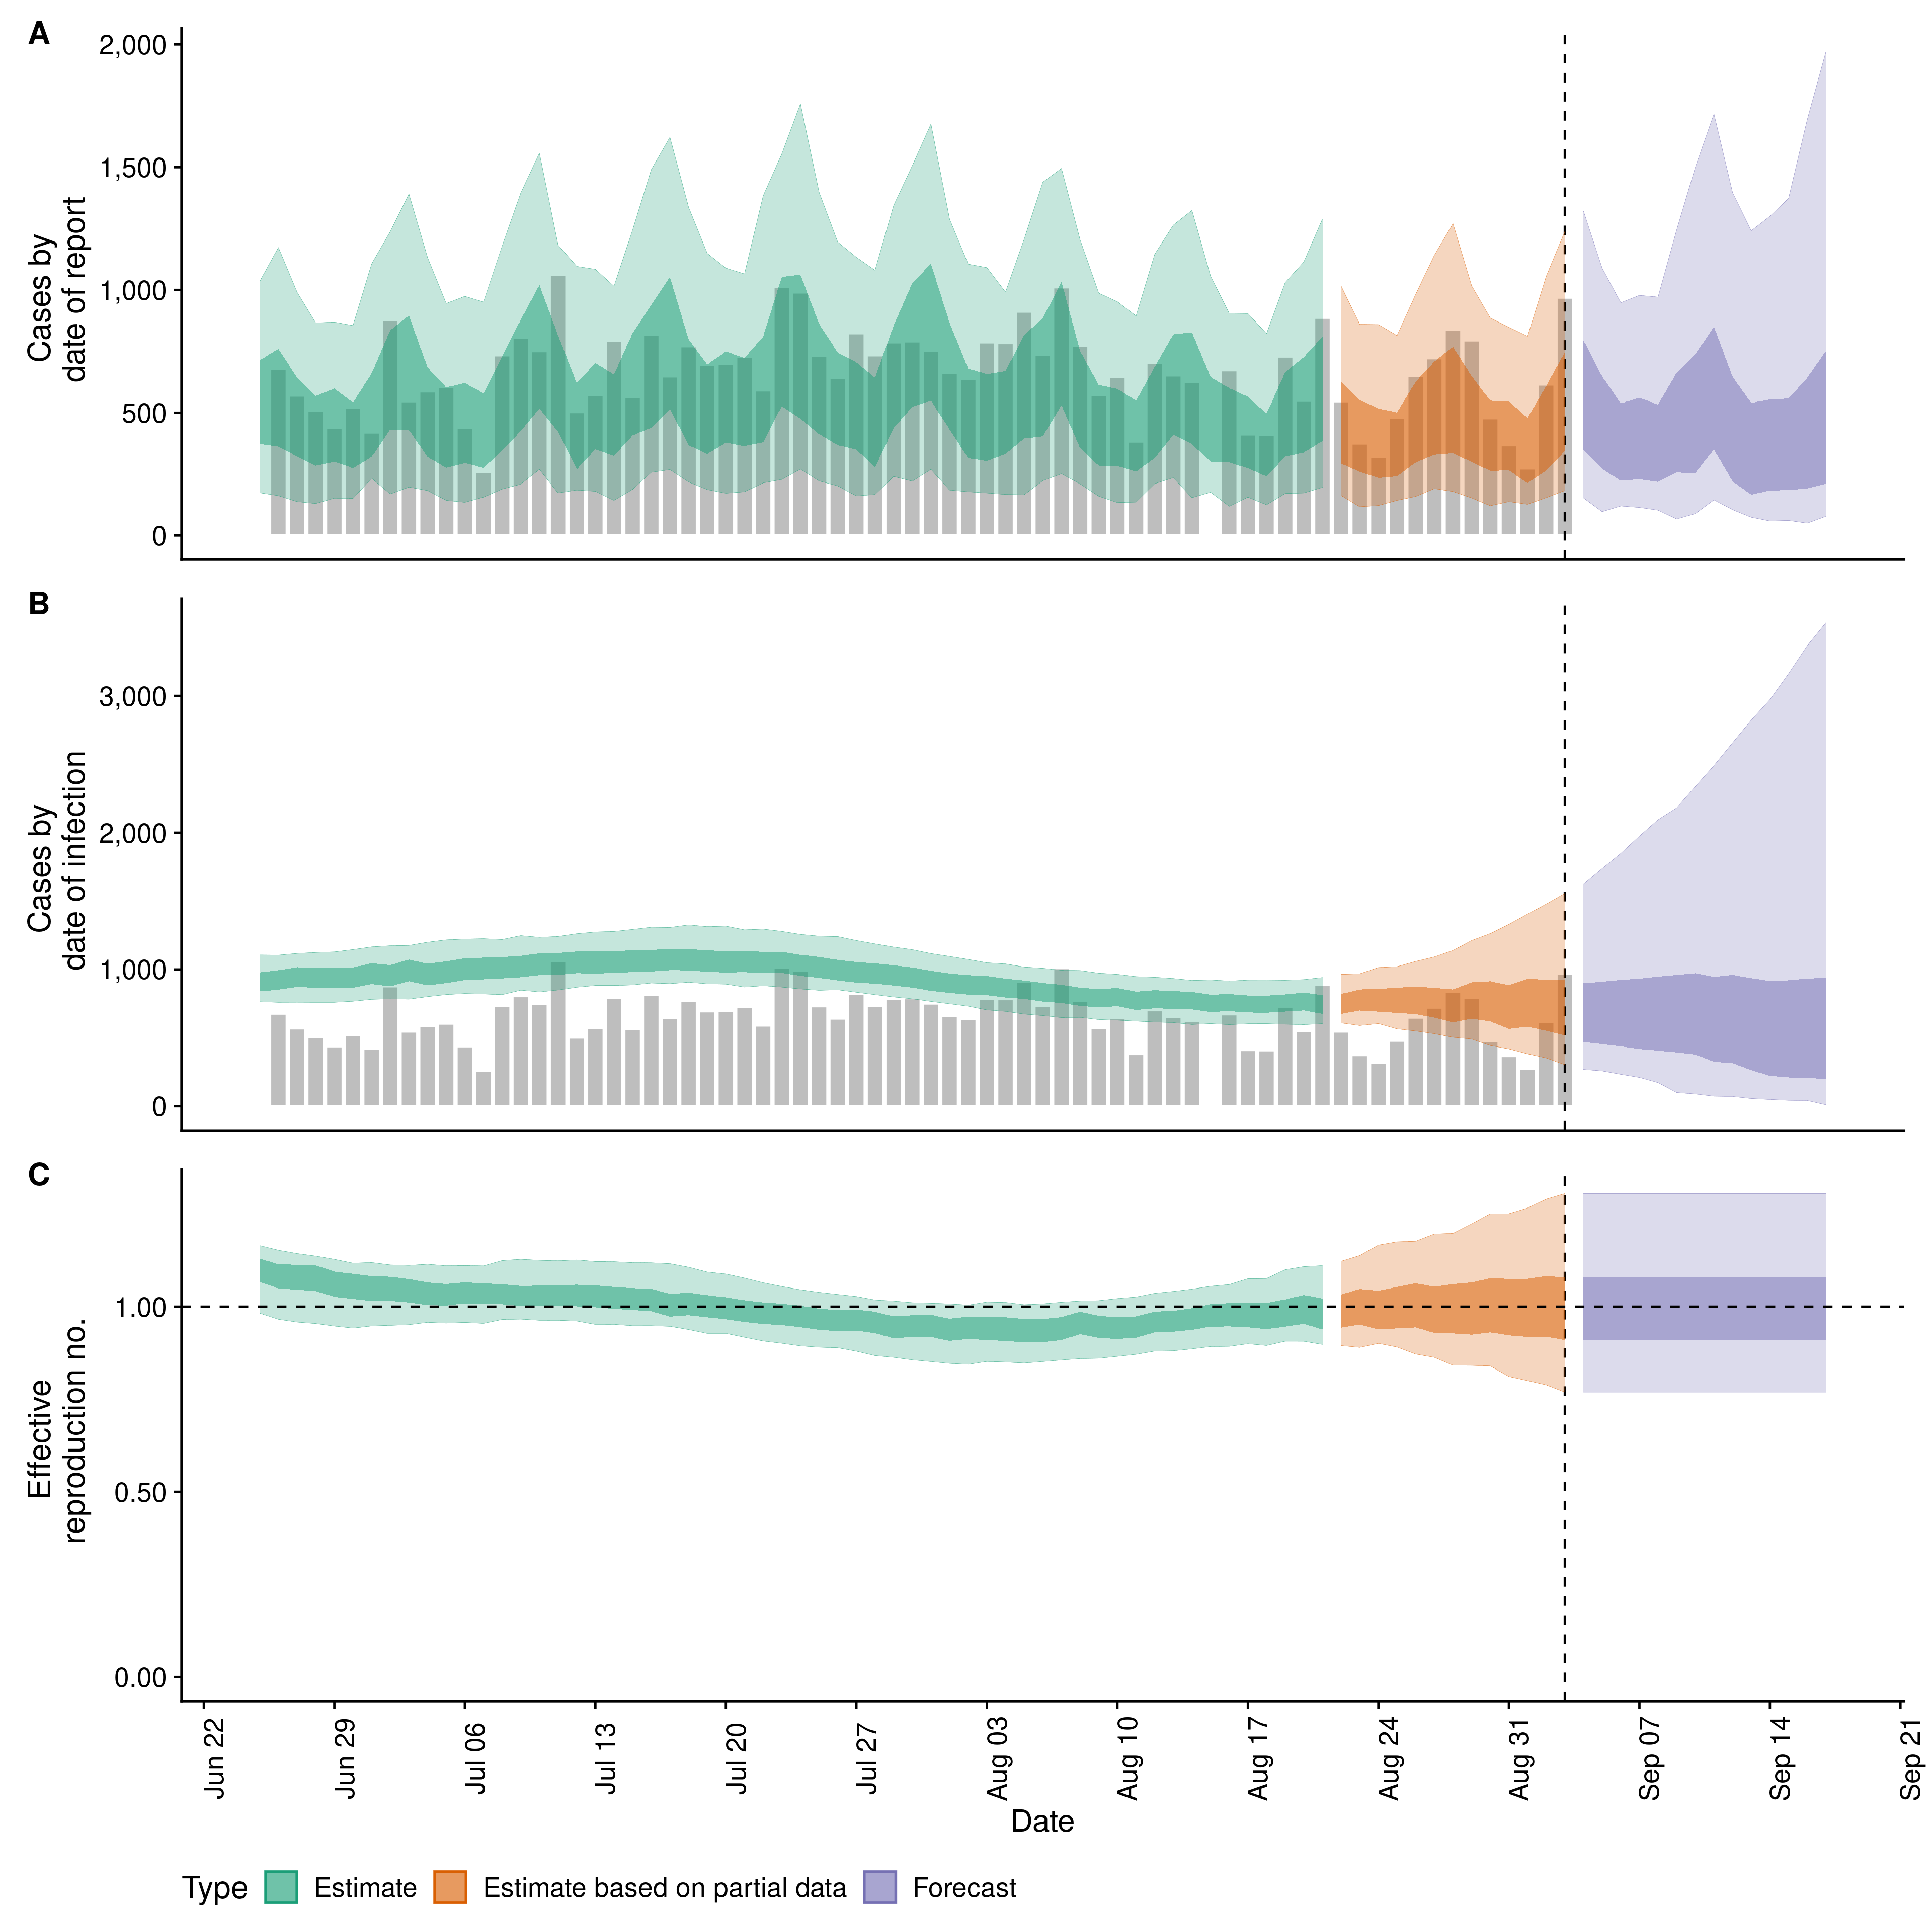 A
2,000
1,500
1,000
500
0
Cases by
date of report
B
3,000
2,000
1,000
0
Cases by
date of infection
C
1.00
0.50
0.00
Effective
reproduction no.
Jun 22
Jun 29
Jul 06
Jul 13
Jul 20
Jul 27
Aug 03
Aug 10
Aug 17
Aug 24
Aug 31
Sep 07
Sep 14
Sep 21
Date
Type Estimate Estimate based on partial data Forecast